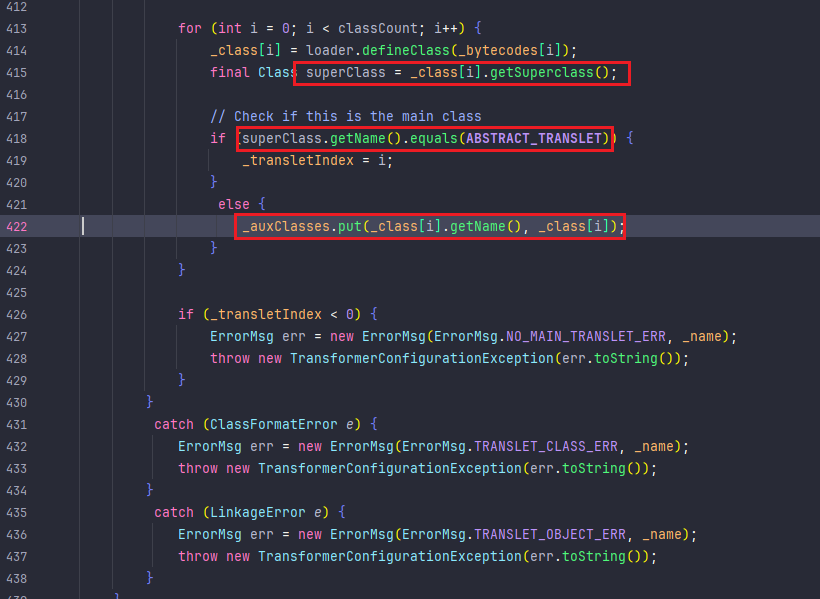 412
413 for (int i = 0; i < classCount; i++) {
414 _class[i] = loader.defineClass(_bytecodes[i]);
415 final Class superClass = _class[i].getSuperclass();
416
417 // Check if this is the main class
418 if (superClass.getName().equals(ABSTRACT_TRANSLET)) {
419 _transletIndex = i;
420 }
421 else {
422 _auxClasses.put(_class[i].getName(), _class[i]);
423 }
424 }
425
426 if (_transletIndex < 0) {
427 ErrorMsg err = new ErrorMsg(ErrorMsg.NO_MAIN_TRANSLET_ERR, _name);
428 throw new TransformerConfigurationException(err.toString());
429 }
430 }
431 catch (ClassFormatError e) {
432 ErrorMsg err = new ErrorMsg(ErrorMsg.TRANSLET_CLASS_ERR, _name);
433 throw new TransformerConfigurationException(err.toString());
434 }
435 catch (LinkageError e) {
436 ErrorMsg err = new ErrorMsg(ErrorMsg.TRANSLET_OBJECT_ERR, _name);
437 throw new TransformerConfigurationException(err.toString());
438 }
439 }